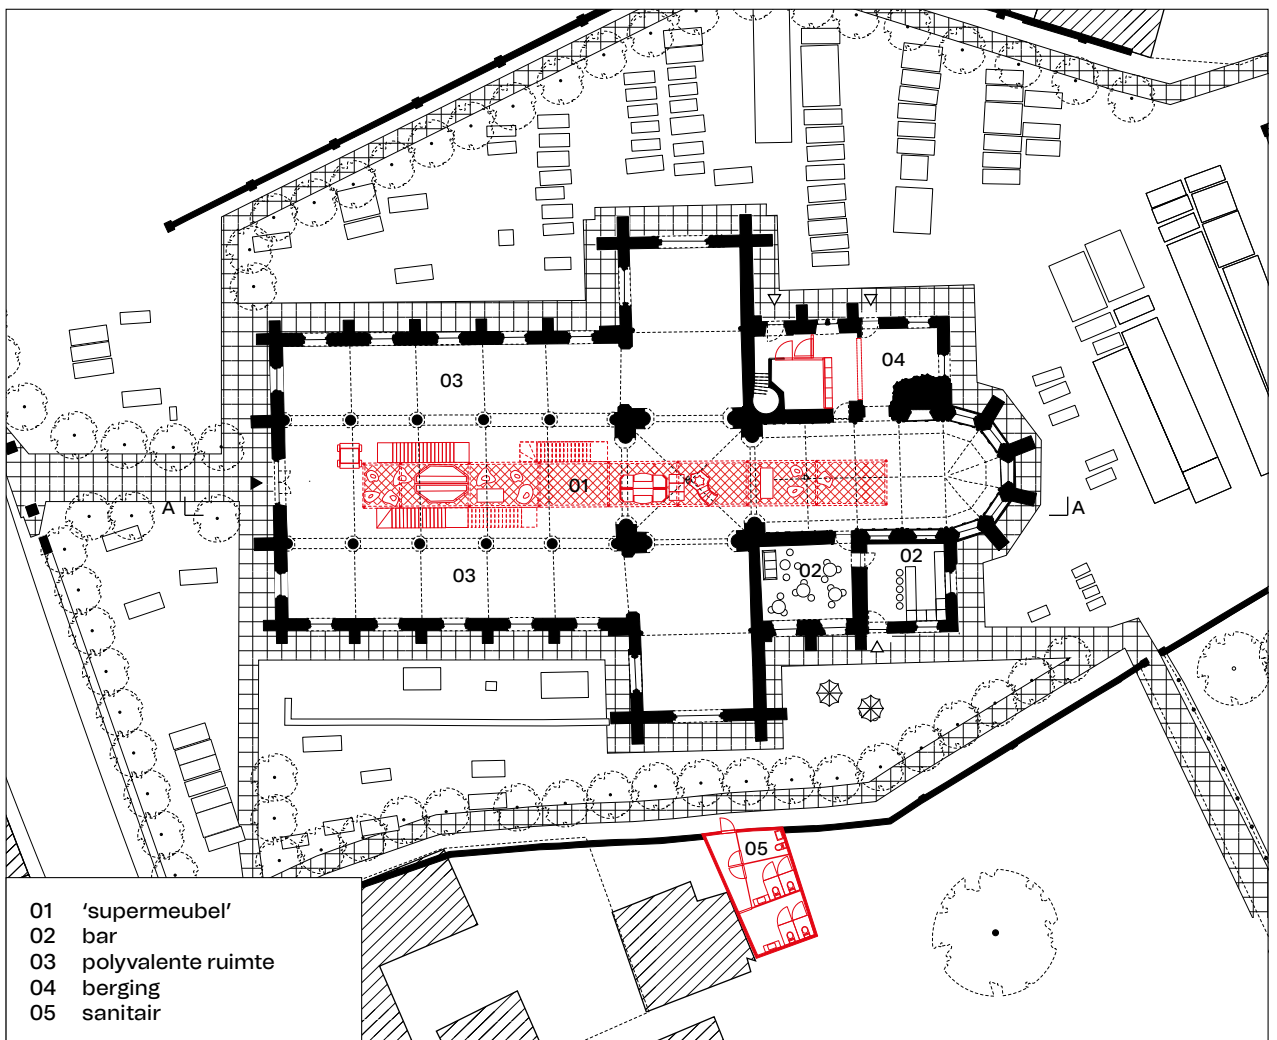 04
03
01
A
A
03
02
02
05
01 ‘supermeubel’
02 bar
03 polyvalente ruimte
04 berging
05 sanitair